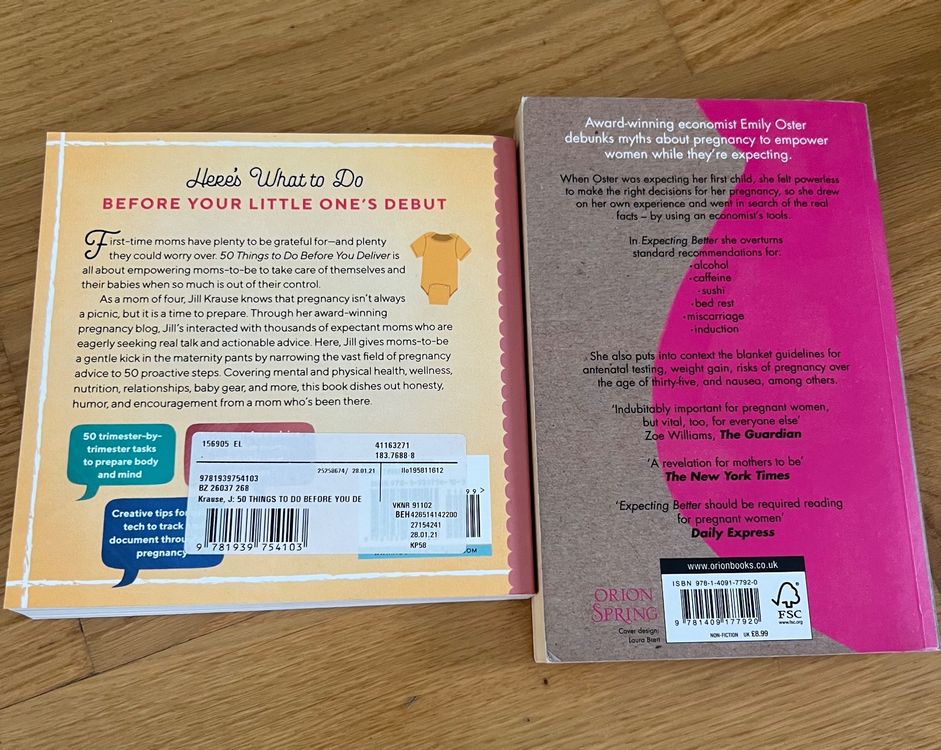 Here's What to Do
BEFORE YOUR LITTLE ONE'S DEBUT
First-time moms have plenty to be grateful for—and plenty
they could worry over. 50 Things to Do Before You Deliver is
all about empowering moms-to-be to take care of themselves and
their babies when so much is out of their control.
As a mom of four, Jill Krause knows that pregnancy isn't always
a picnic, but it is a time to prepare. Through her award-winning
pregnancy blog, Jill's interacted with thousands of expectant moms who are
eagerly seeking real talk and actionable advice. Here, Jill gives moms-to-be
a gentle kick in the maternity pants by narrowing the vast field of pregnancy
advice to 50 proactive steps. Covering mental and physical health, wellness,
nutrition, relationships, baby gear, and more, this book dishes out honesty,
humor, and encouragement from a mom who's been there.
50 trimester-by-
trimester tasks
to prepare body
and mind
Creative tips for
tech to track
document throu
pregnancy
156905 EL
41163271
183.7688-8
25258674/ 28.01.21
llo195811612
9781939754103
BZ 26037 268
Krause, J: 50 THINGS TO DO BEFORE YOU DE
VKNR 91102
BEH428514142200
27154241
28.01.21
KP58
9 781939 754103
99>
.COM
Award-winning economist Emily Oster
debunks myths about pregnancy to empower
women while they're expecting.
When Oster was expecting her first child, she felt powerless
to make the right decisions for her pregnancy, so she drew
on her own experience and went in search of the real
facts – by using an economist's tools.
In Expecting Better she overturns
standard recommendations for:
·alcohol
·caffeine
·sushi
·bed rest
·miscarriage
·induction
She also puts into context the blanket guidelines for
antenatal testing, weight gain, risks of pregnancy over
the age of thirty-five, and nausea, among others.
'Indubitably important for pregnant women,
but vital, too, for everyone else'
Zoe Williams, The Guardian
'A revelation for mothers to be'
The New York Times
'Expecting Better should be required reading
for pregnant women'
Daily Express
www.orionbooks.co.uk
ISBN 978-1-4091-7792-0
9 781409 177920
FSC
www.fsc.org
NON-FICTION UK £8.99
ORION
SPRING
Cover design:
Laura Brett